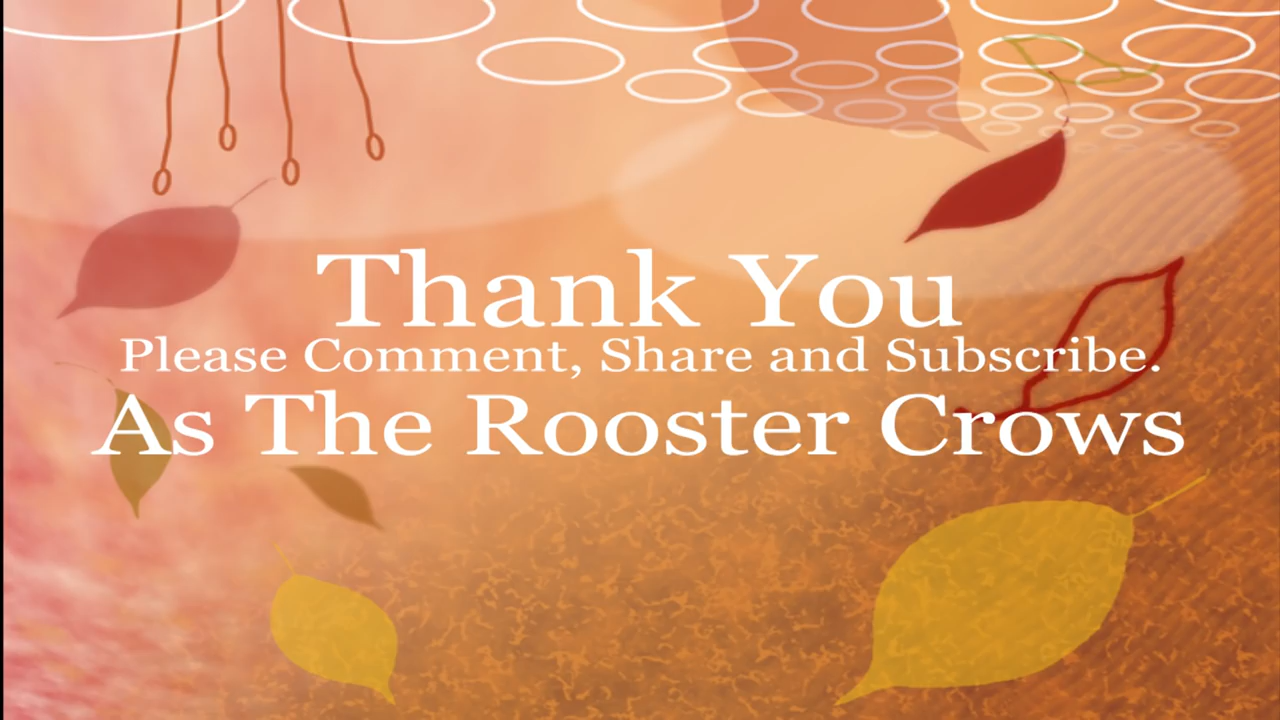 Thank You
Please Comment, Share and Subscribe.
As The Rooster Crows